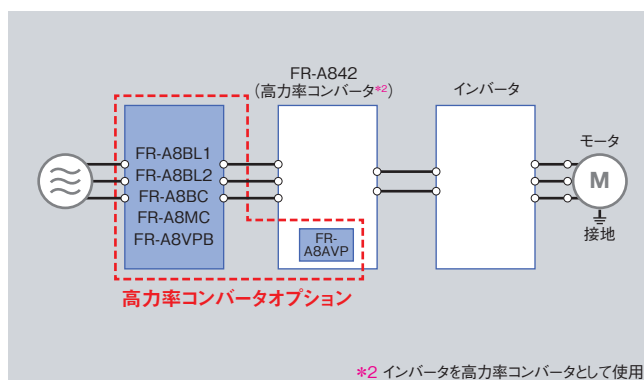 FR-A842
(高力率コンバータ*2)
インバータ
モータ
FR-A8BL1
FR-A8BL2
FR-A8BC
FR-A8MC
FR-A8VPB
M
接地
FR-
A8AVP
高力率コンバータオプション
*2 インバータを高力率コンバータとして使用